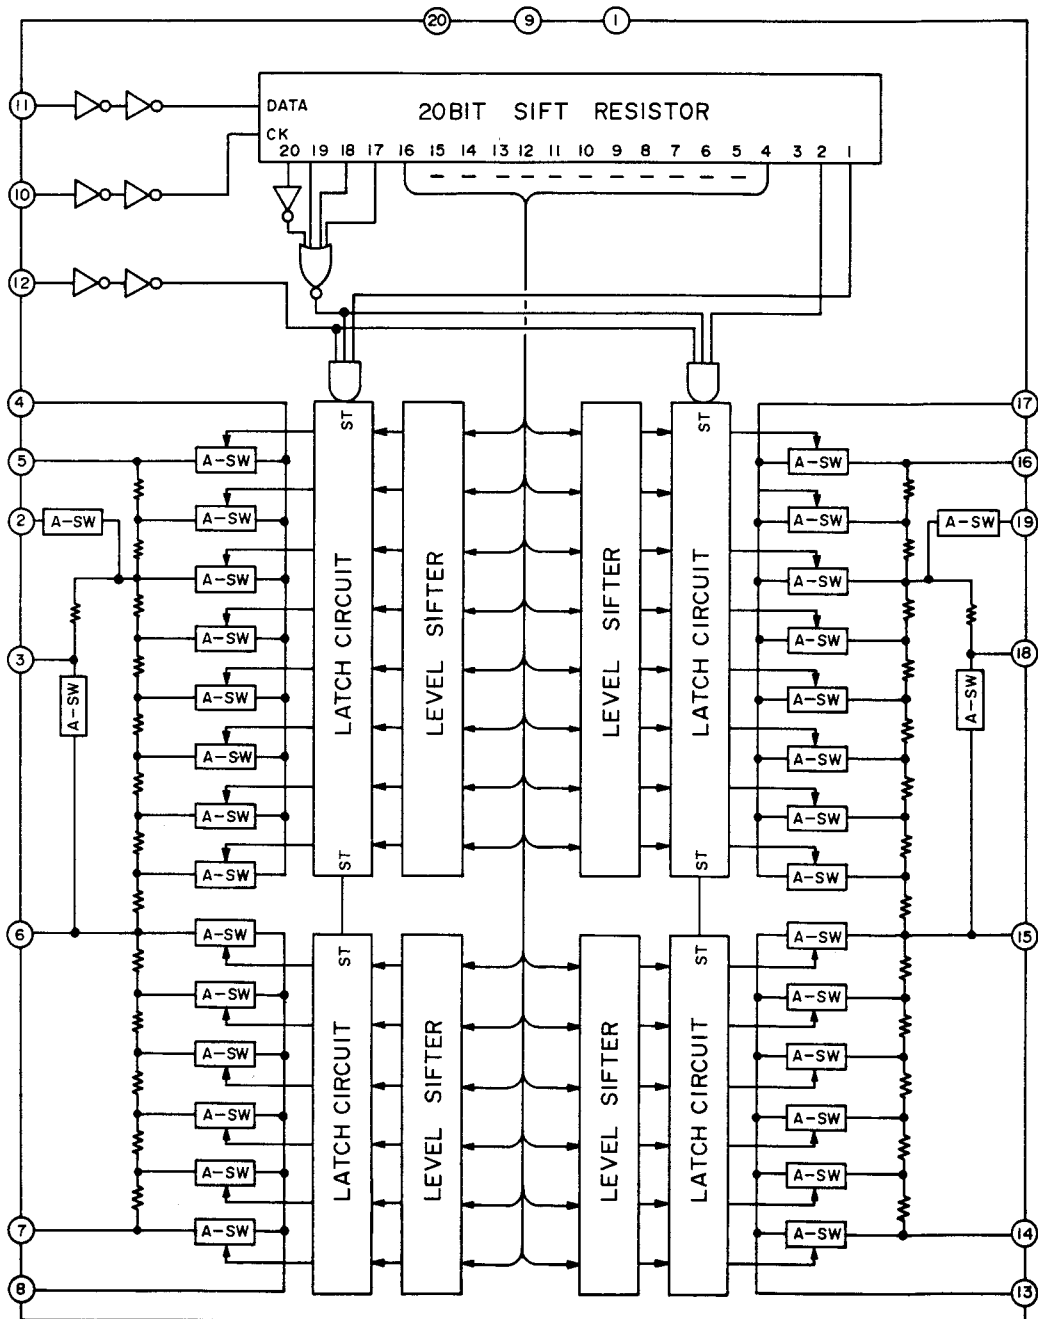 20 9 1
11 DATA 20BIT SIFT RESISTOR
CK
20 19 18 17 16 15 14 13 12 11 10 9 8 7 6 5 4 3 2 1
10
12
4 ST ST 17
5 A-SW A-SW 16
2 A-SW A-SW A-SW A-SW 19
A-SW A-SW
A-SW A-SW
3 18
A-SW A-SW
LATCH CIRCUIT LEVEL SIFTER LEVEL SIFTER LATCH CIRCUIT
A-SW A-SW
A-SW A-SW
A-SW A-SW
A-SW A-SW
ST ST
6 A-SW A-SW 15
ST ST
A-SW A-SW
A-SW A-SW
LATCH CIRCUIT LEVEL SIFTER LEVEL SIFTER LATCH CIRCUIT
A-SW A-SW
A-SW A-SW
7 A-SW A-SW 14
8 13